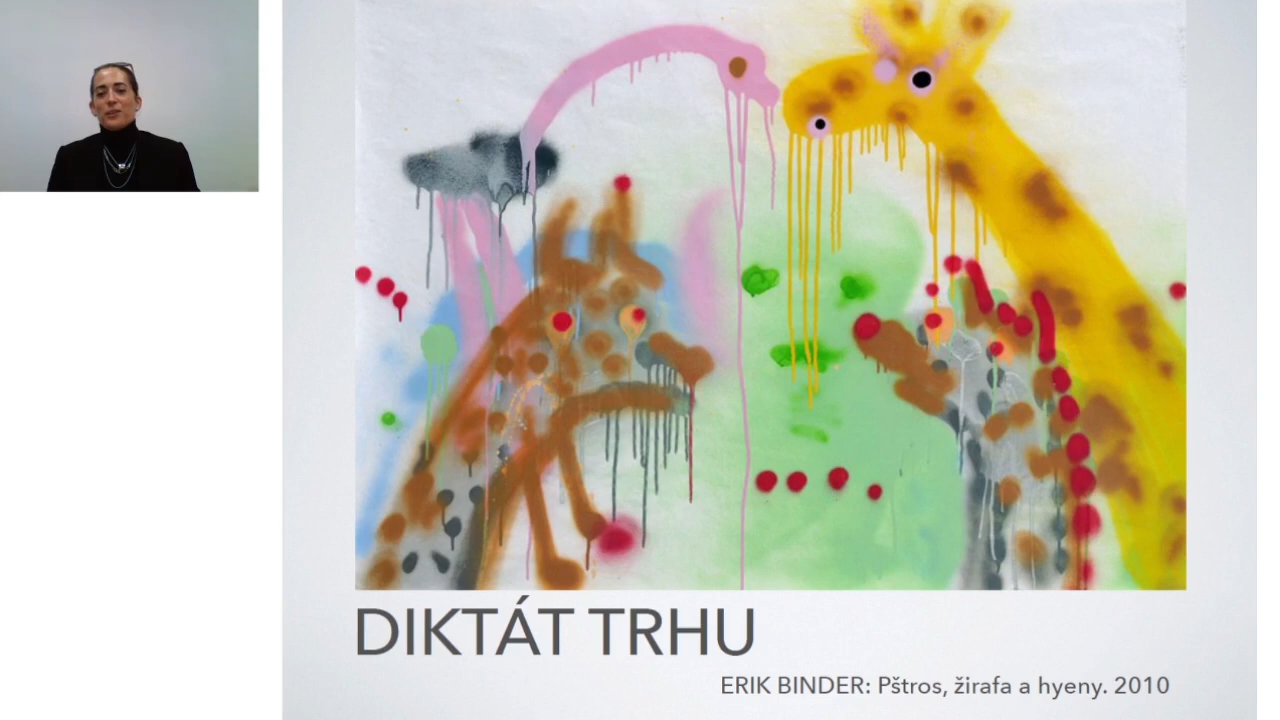 DIKTÁT TRHU
ERIK BINDER: Pštros, žirafa a hyeny. 2010